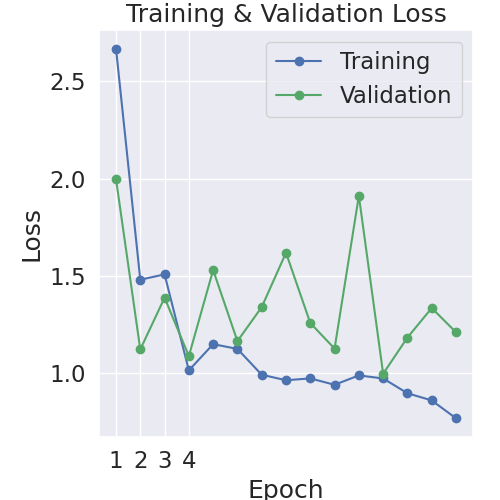 Training & Validation Loss
Training
Validation
2.5
2.0
1.5
1.0
Loss
1 2 3 4
Epoch